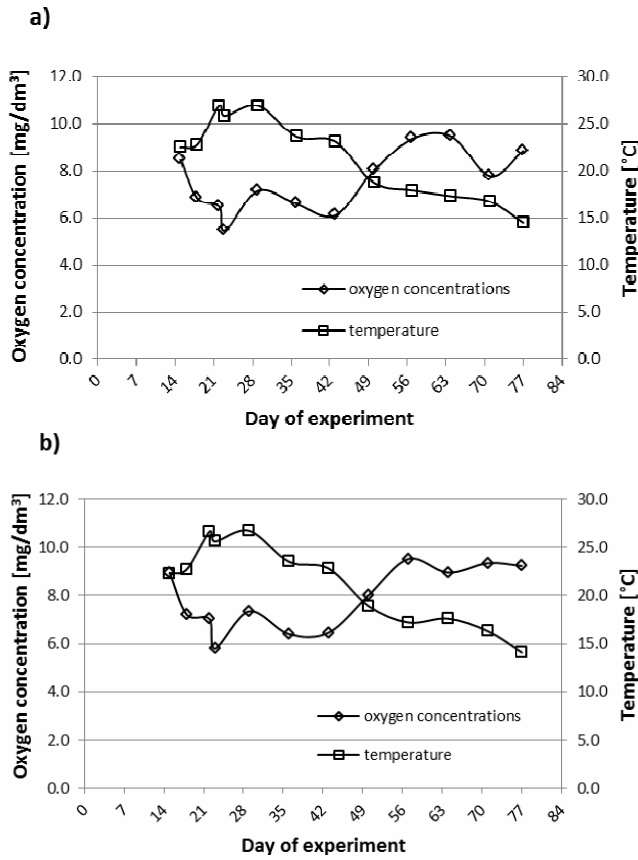 a)
Oxygen concentration [mg/dm³]
12.0
10.0
8.0
6.0
4.0
2.0
0.0
30.0
25.0
20.0
15.0
10.0
5.0
0.0
Temperature [°C]
oxygen concentrations
temperature
0 7 14 21 28 35 42 49 56 63 70 77 84
Day of experiment
b)
Oxygen concentration [mg/dm³]
12.0
10.0
8.0
6.0
4.0
2.0
0.0
30.0
25.0
20.0
15.0
10.0
5.0
0.0
Temperature [°C]
oxygen concentrations
temperature
0 7 14 21 28 35 42 49 56 63 70 77 84
Day of experiment